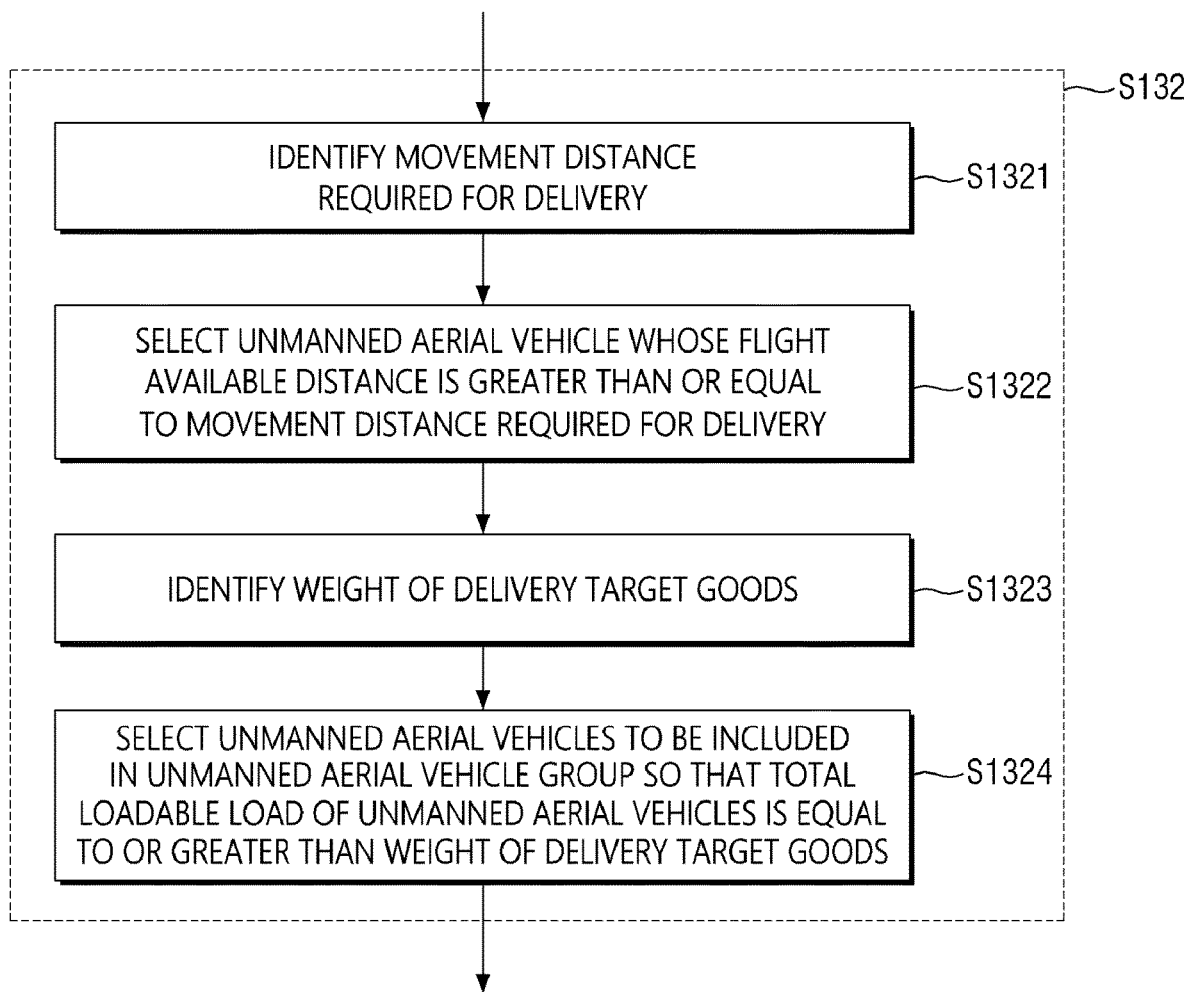 S132
IDENTIFY MOVEMENT DISTANCE
REQUIRED FOR DELIVERY
S1321
SELECT UNMANNED AERIAL VEHICLE WHOSE FLIGHT
AVAILABLE DISTANCE IS GREATER THAN OR EQUAL
TO MOVEMENT DISTANCE REQUIRED FOR DELIVERY
S1322
IDENTIFY WEIGHT OF DELIVERY TARGET GOODS
S1323
SELECT UNMANNED AERIAL VEHICLES TO BE INCLUDED
IN UNMANNED AERIAL VEHICLE GROUP SO THAT TOTAL
LOADABLE LOAD OF UNMANNED AERIAL VEHICLES IS EQUAL
TO OR GREATER THAN WEIGHT OF DELIVERY TARGET GOODS
S1324